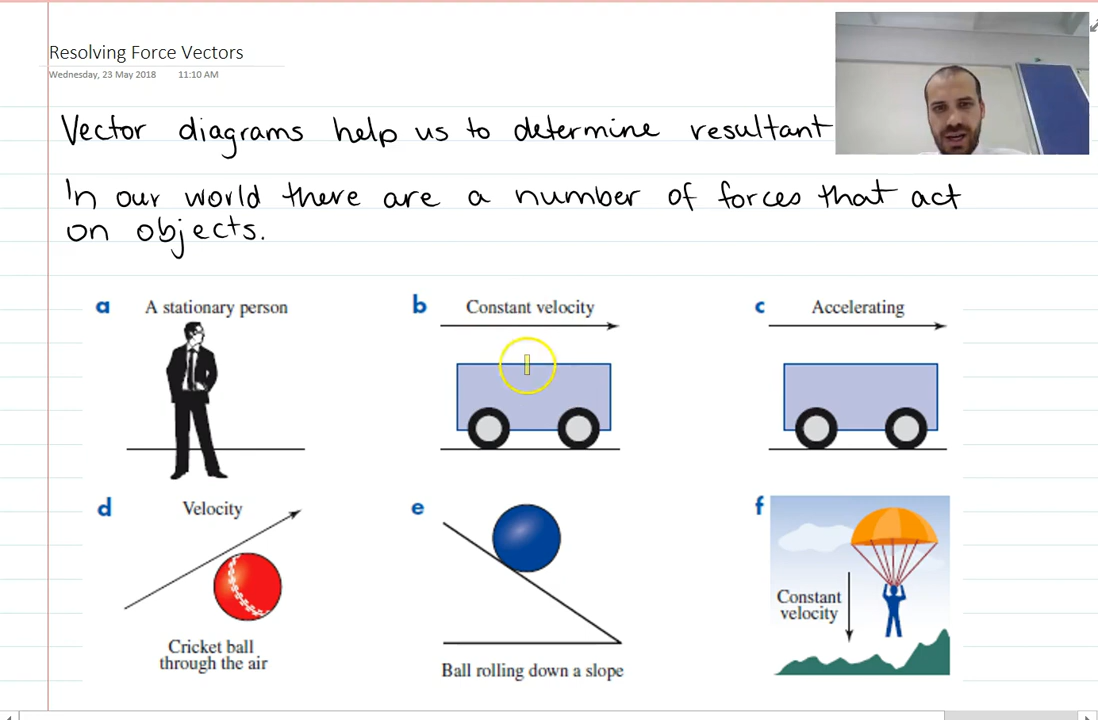 Resolving Force Vectors
Wednesday, 23 May 2018 11:10 AM
Vector diagrams help us to determine resultant
In our world there are a number of forces that act
on objects.
a A stationary person
b Constant velocity
c Accelerating
d Velocity
Cricket ball
through the air
e
Ball rolling down a slope
f
Constant
velocity